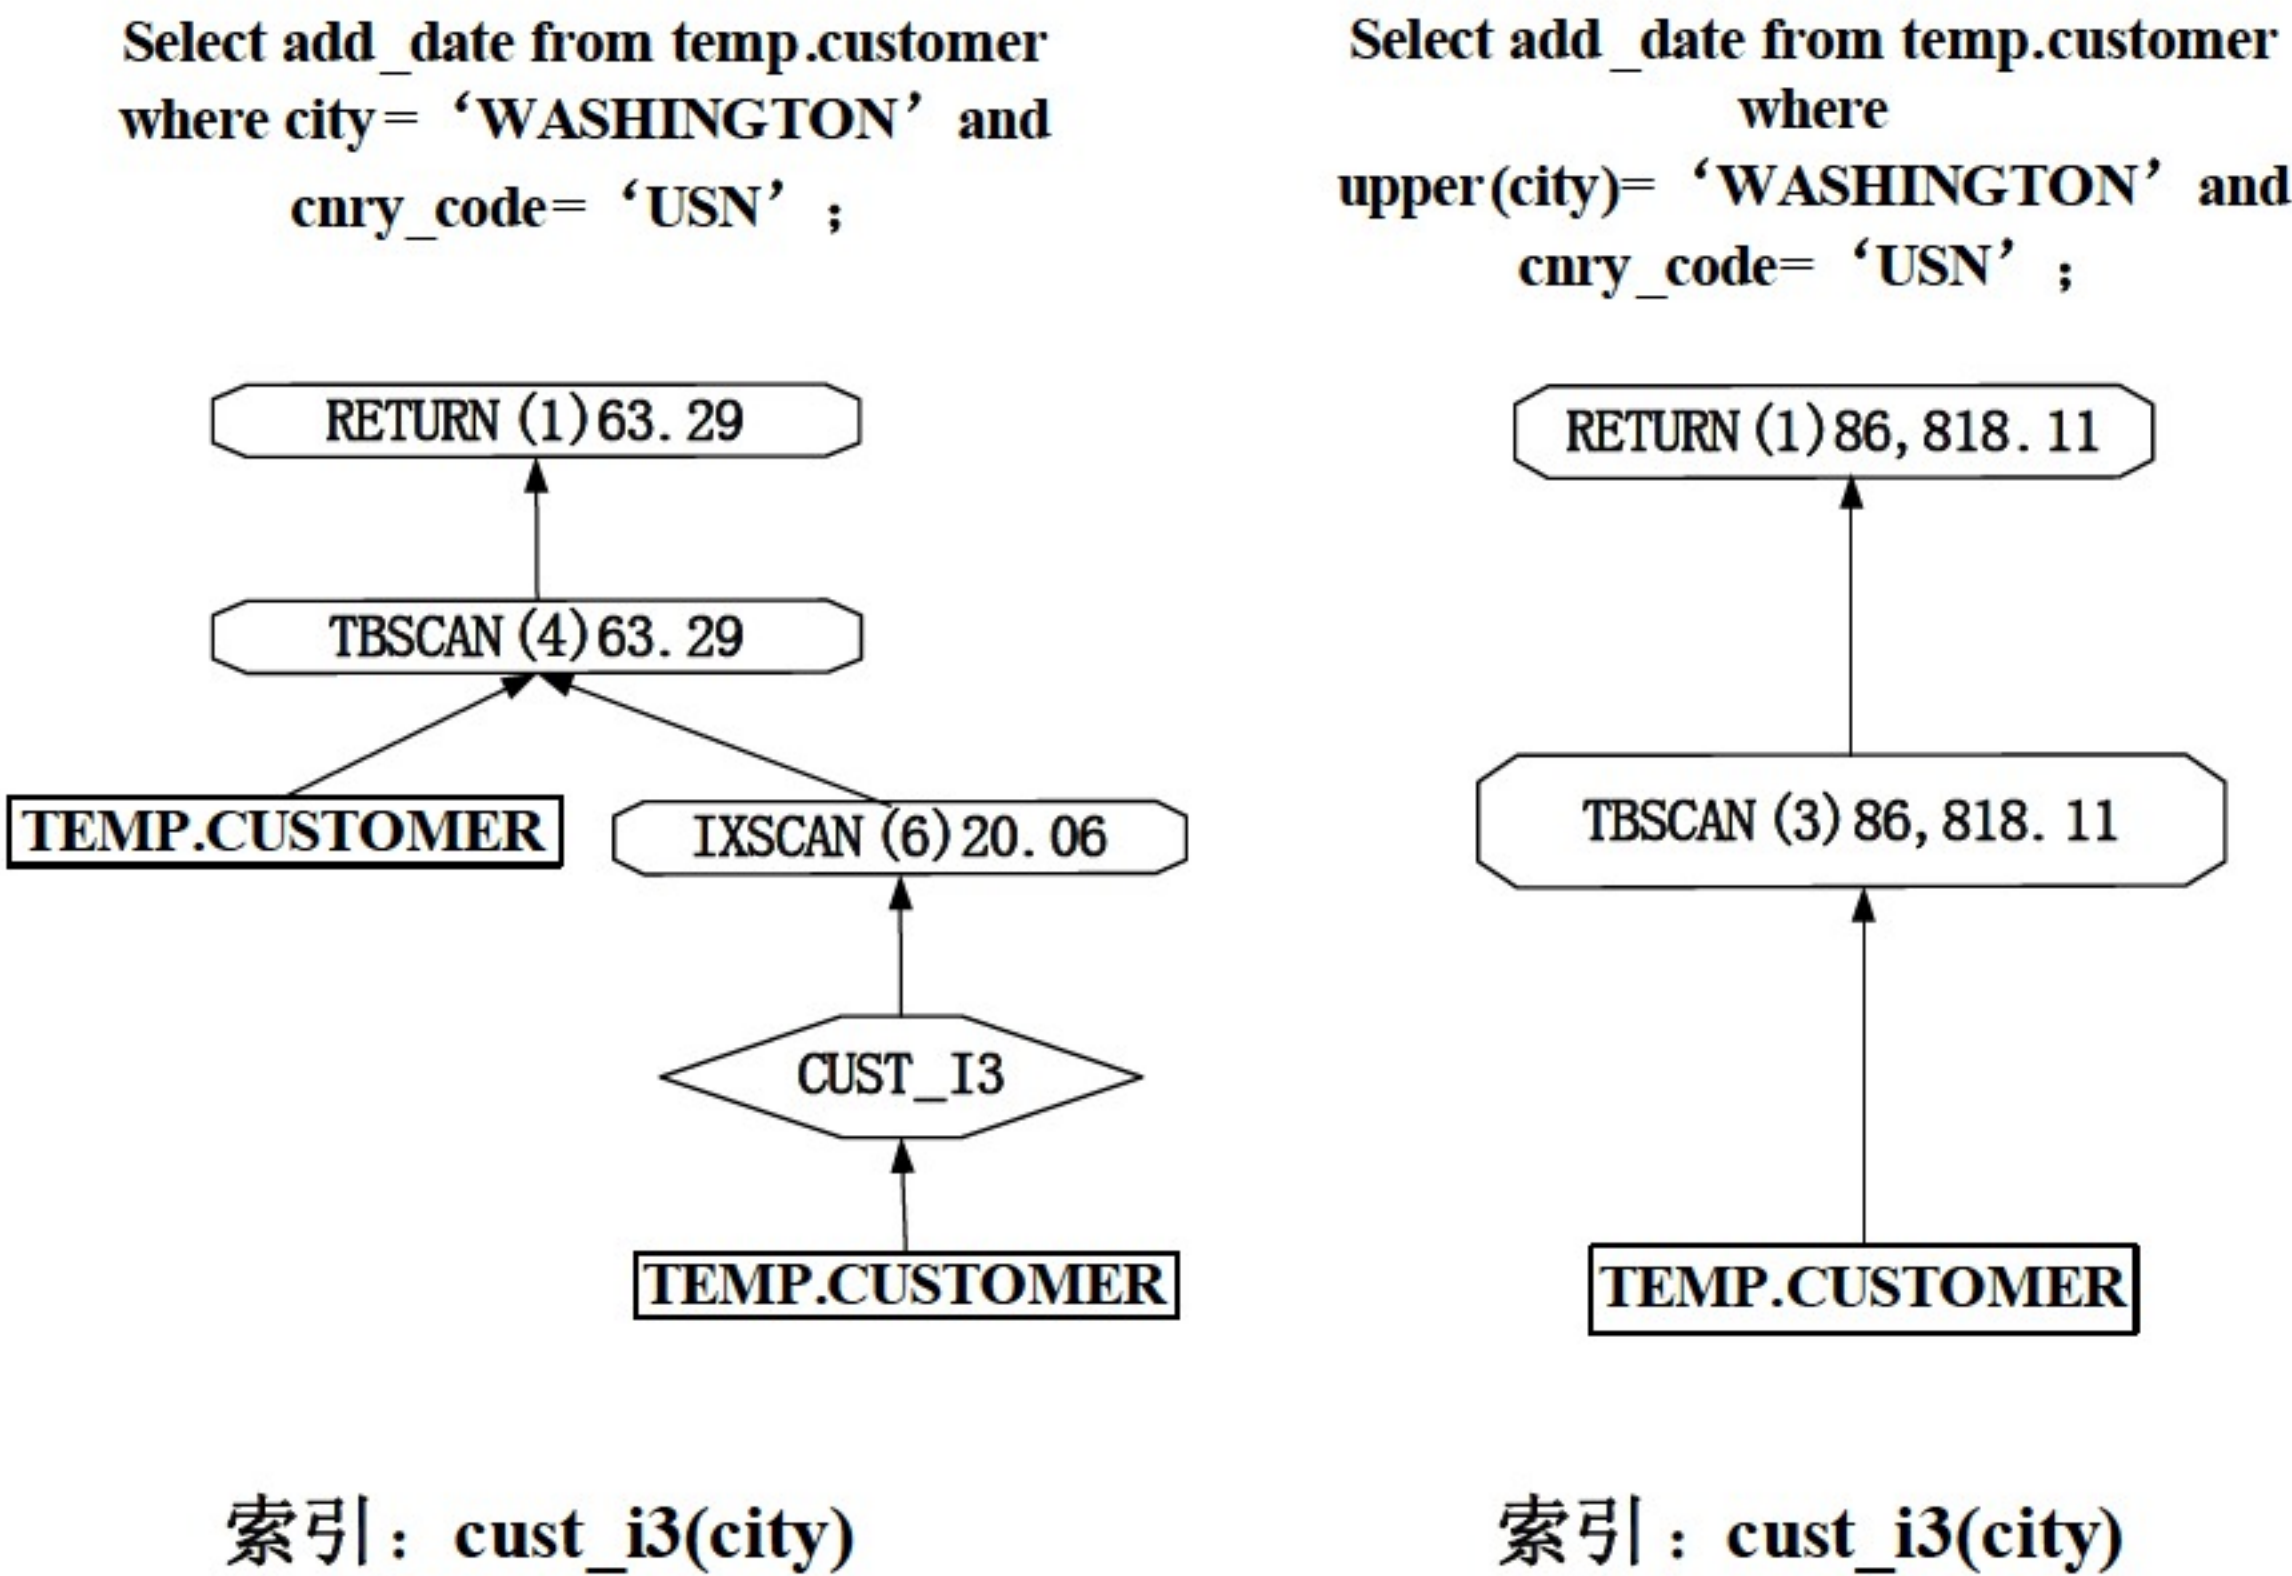 Select add_date from temp.customer
where city= ‘WASHINGTON’ and
cnry_code= ‘USN’ ；
RETURN(1)63.29
TBSCAN(4)63.29
TEMP.CUSTOMER
IXSCAN(6)20.06
CUST_I3
TEMP.CUSTOMER
索引：cust_i3(city)
Select add_date from temp.customer
where
upper(city)= ‘WASHINGTON’ and
cnry_code= ‘USN’ ；
RETURN(1)86,818.11
TBSCAN(3)86,818.11
TEMP.CUSTOMER
索引：cust_i3(city)